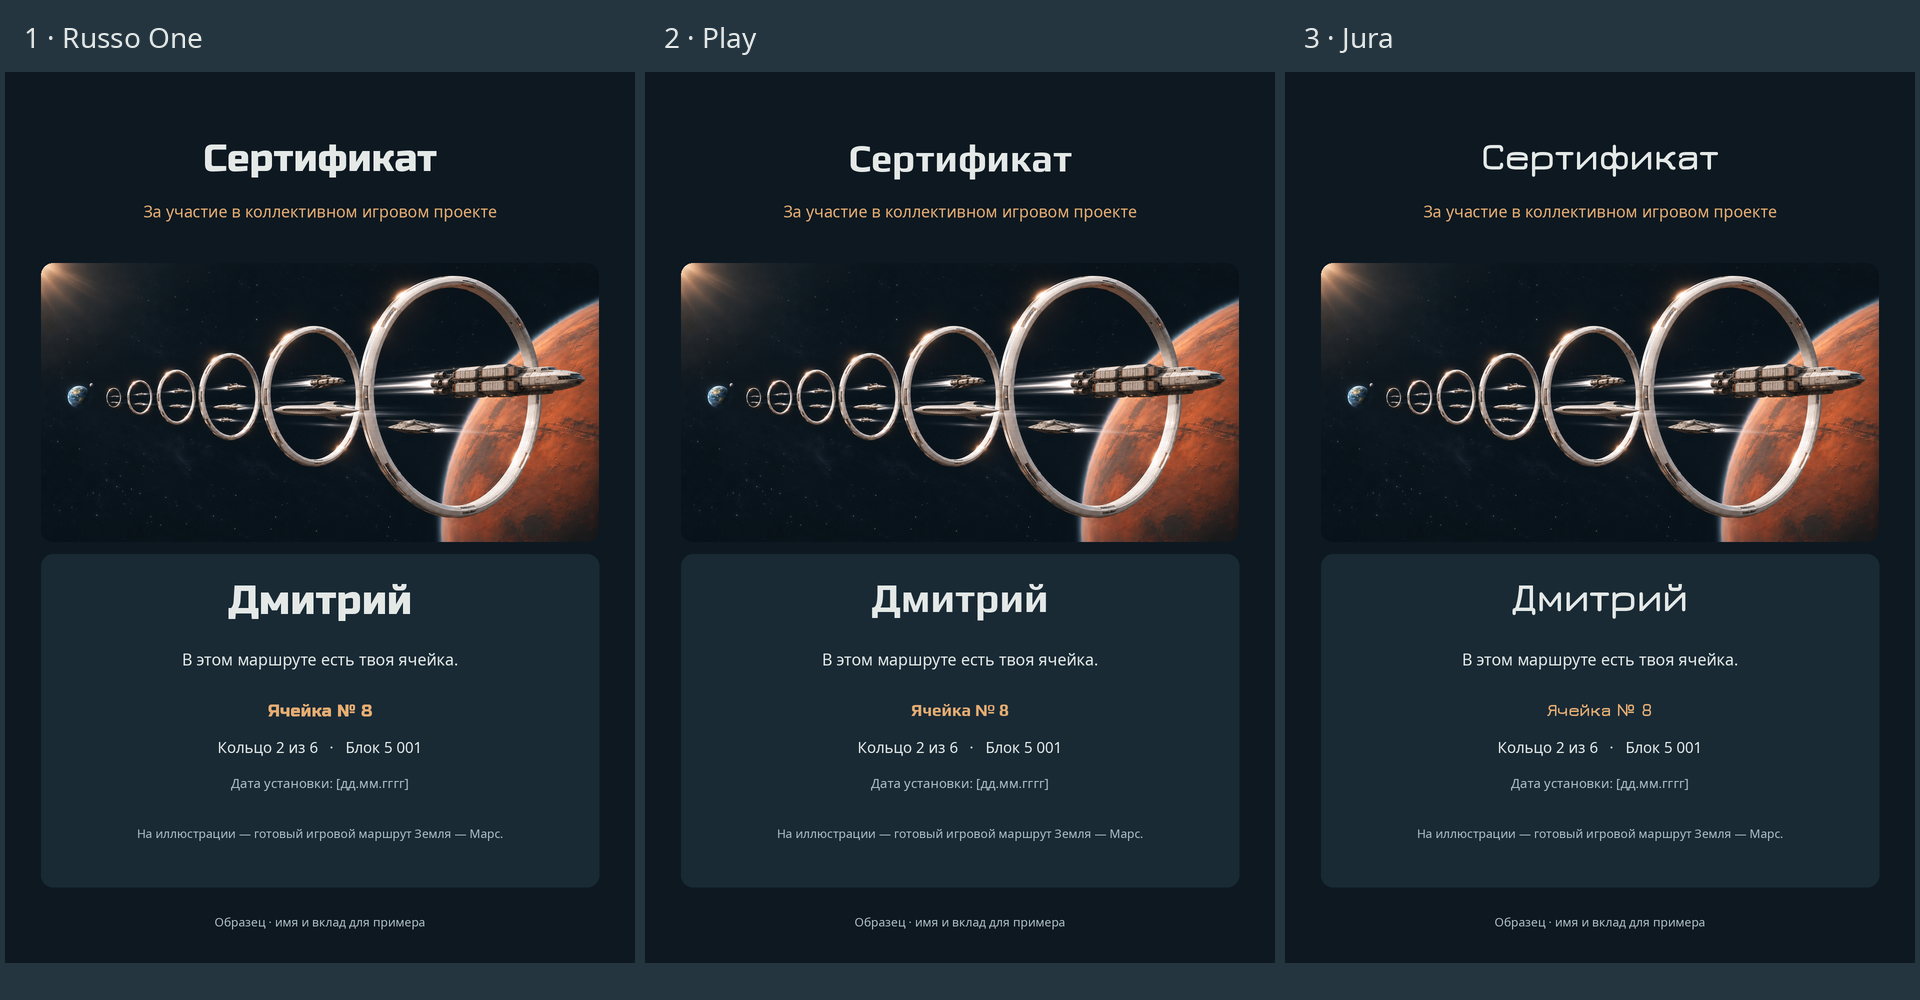 1 · Russo One
Сертификат
За участие в коллективном игровом проекте
Дмитрий
В этом маршруте есть твоя ячейка.
Ячейка № 8
Кольцо 2 из 6 · Блок 5 001
Дата установки: [дд.мм.гггг]
На иллюстрации — готовый игровой маршрут Земля — Марс.
Образец · имя и вклад для примера
2 · Play
Сертификат
За участие в коллективном игровом проекте
Дмитрий
В этом маршруте есть твоя ячейка.
Ячейка № 8
Кольцо 2 из 6 · Блок 5 001
Дата установки: [дд.мм.гггг]
На иллюстрации — готовый игровой маршрут Земля — Марс.
Образец · имя и вклад для примера
3 · Jura
Сертификат
За участие в коллективном игровом проекте
Дмитрий
В этом маршруте есть твоя ячейка.
Ячейка № 8
Кольцо 2 из 6 · Блок 5 001
Дата установки: [дд.мм.гггг]
На иллюстрации — готовый игровой маршрут Земля — Марс.
Образец · имя и вклад для примера